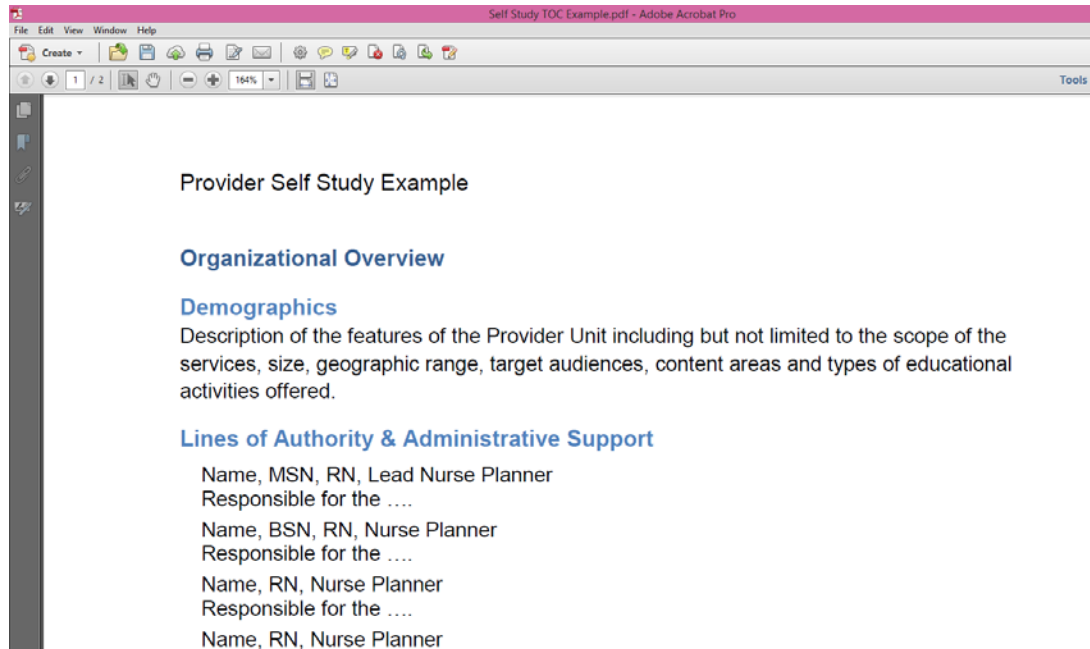 Self Study TOC Example.pdf - Adobe Acrobat Pro
File Edit View Window Help
Create
1 / 2 164% Tools
Provider Self Study Example
Organizational Overview
Demographics
Description of the features of the Provider Unit including but not limited to the scope of the
services, size, geographic range, target audiences, content areas and types of educational
activities offered.
Lines of Authority & Administrative Support
Name, MSN, RN, Lead Nurse Planner
Responsible for the ….
Name, BSN, RN, Nurse Planner
Responsible for the ….
Name, RN, Nurse Planner
Responsible for the ….
Name, RN, Nurse Planner